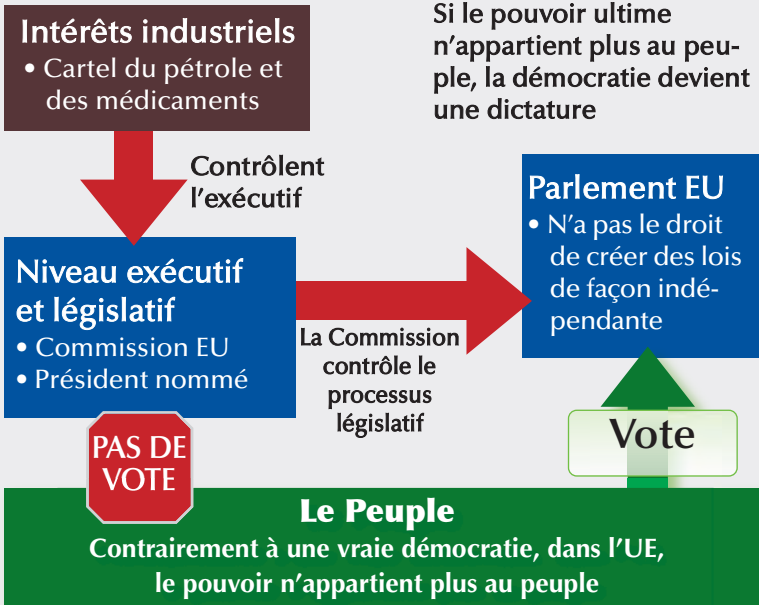 Intérêts industriels
• Cartel du pétrole et
des médicaments
Si le pouvoir ultime
n'appartient plus au peu-
ple, la démocratie devient
une dictature
Contrôlent
l'exécutif
Niveau exécutif
et législatif
• Commission EU
• Président nommé
La Commission
contrôle le
processus
législatif
Parlement EU
• N'a pas le droit
de créer des lois
de façon indé-
pendante
PAS DE
VOTE
Vote
Le Peuple
Contrairement à une vraie démocratie, dans l'UE,
le pouvoir n'appartient plus au peuple